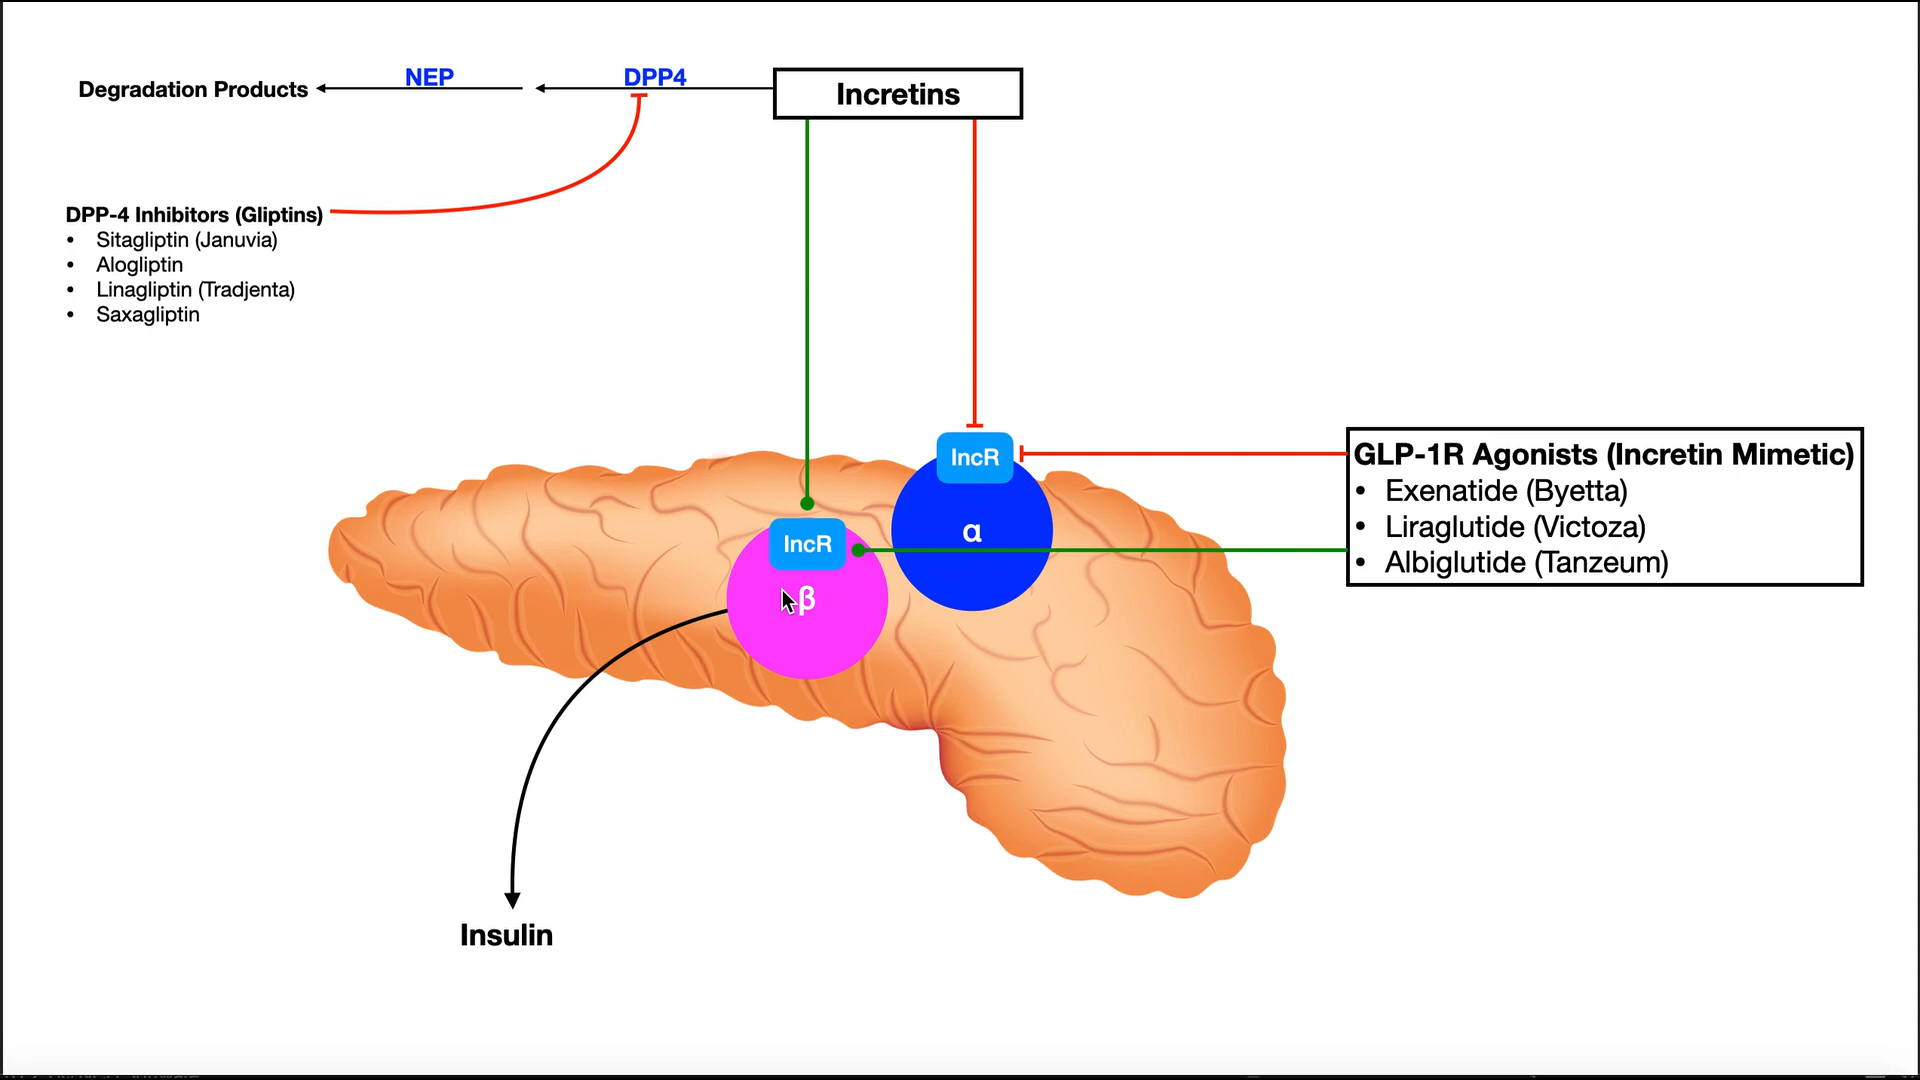 NEP
DPP4
Degradation Products
Incretins
DPP-4 Inhibitors (Gliptins)
• Sitagliptin (Januvia)
• Alogliptin
• Linagliptin (Tradjenta)
• Saxagliptin
IncR
α
GLP-1R Agonists (Incretin Mimetic)
• Exenatide (Byetta)
• Liraglutide (Victoza)
• Albiglutide (Tanzeum)
IncR
β
Insulin